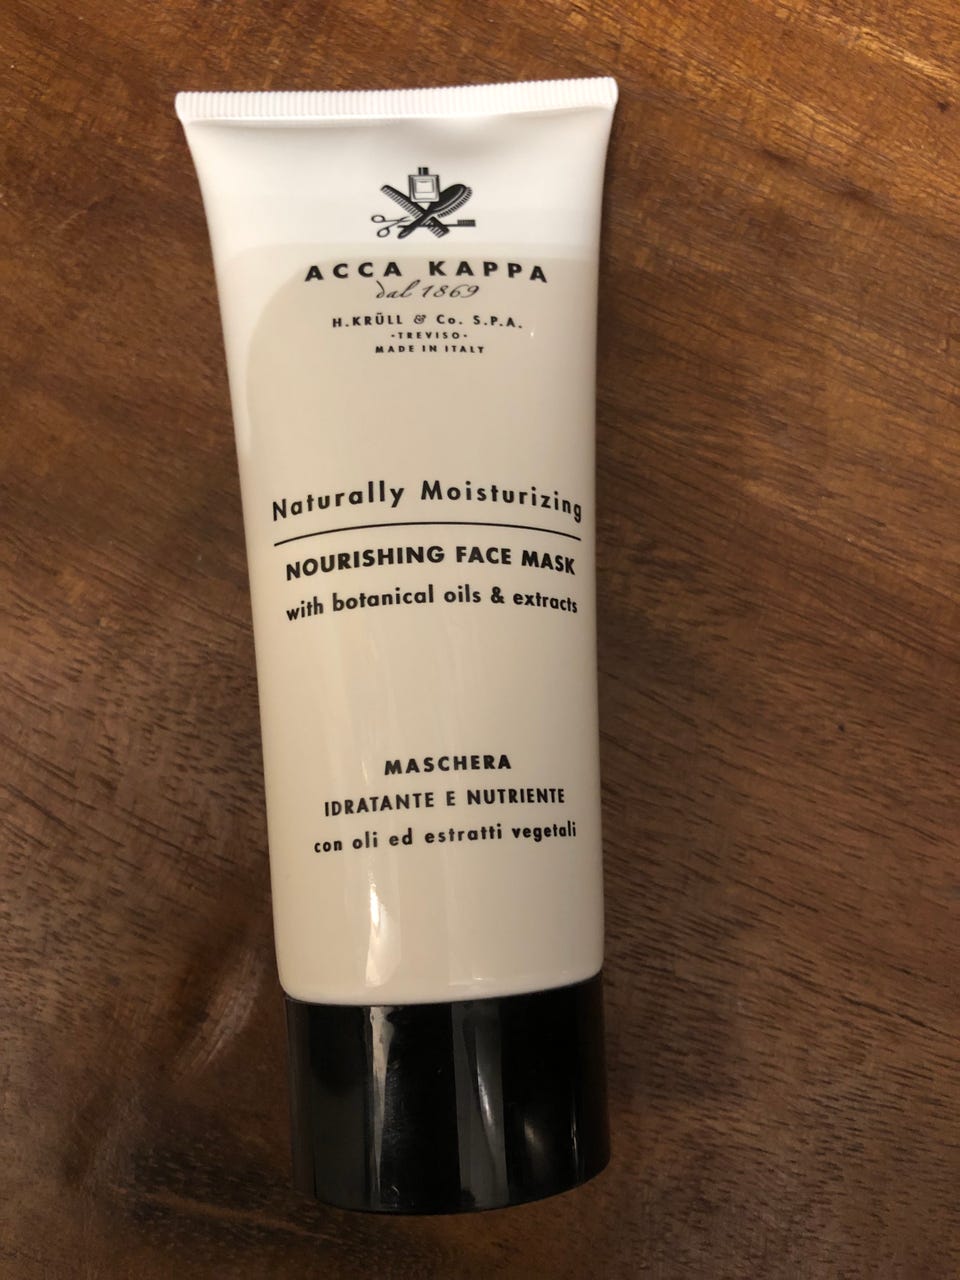 ACCA KAPPA
dal 1869
H.KRÜLL & Co. S.P.A.
-TREVISO-
MADE IN ITALY
Naturally Moisturizing
NOURISHING FACE MASK
with botanical oils & extracts
MASCHERA
IDRATANTE E NUTRIENTE
con oli ed estratti vegetali